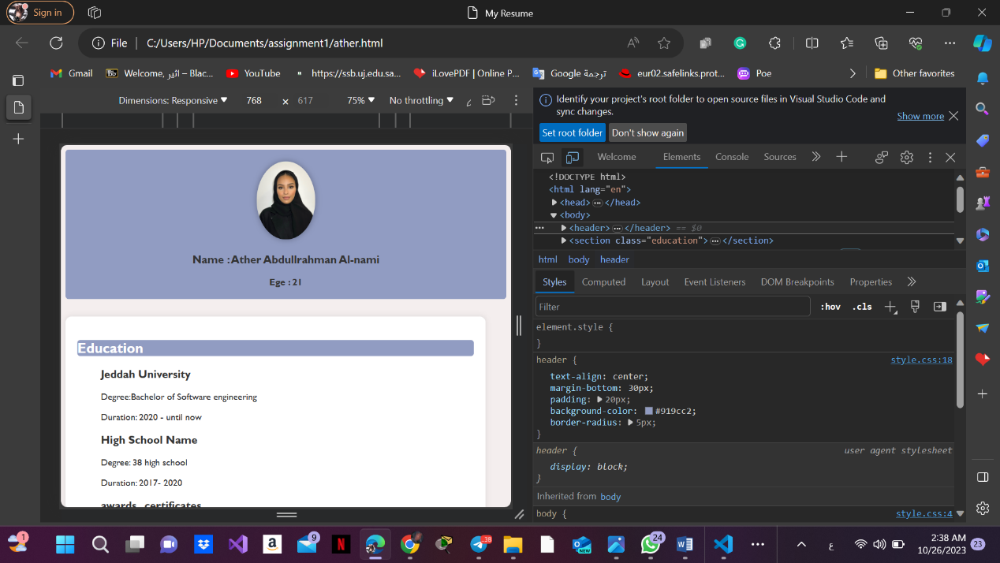 Sign in
My Resume
File
C:/Users/HP/Documents/assignment1/ather.html
Gmail
Welcome, اثير – Blac...
YouTube
https://ssb.uj.edu.sa...
iLovePDF | Online P...
Google ترجمة
eur02.safelinks.prot...
Poe
Other favorites
Dimensions: Responsive
768 x 617
75%
No throttling
Identify your project's root folder to open source files in Visual Studio Code and
sync changes.
Show more
Set root folder
Don't show again
Welcome
Elements
Console
Sources
<!DOCTYPE html>
<html lang="en">
<head> ... </head>
<body>
... <header> ... </header> == $0
<section class="education"> ... </section>
html body header
Styles
Computed
Layout
Event Listeners
DOM Breakpoints
Properties
Filter
:hov .cls
element.style {
}
header {
style.css:18
text-align: center;
margin-bottom: 30px;
padding: 20px;
background-color: #919cc2;
border-radius: 5px;
}
header {
user agent stylesheet
display: block;
}
Inherited from body
body {
style.css:4
Name :Ather Abdullrahman Al-nami
Ege : 21
Education
Jeddah University
Degree:Bachelor of Software engineering
Duration: 2020 - until now
High School Name
Degree: 38 high school
Duration: 2017- 2020
awards_certificates
1
9
38
NEW
24
ع
2:38 AM
10/26/2023
23